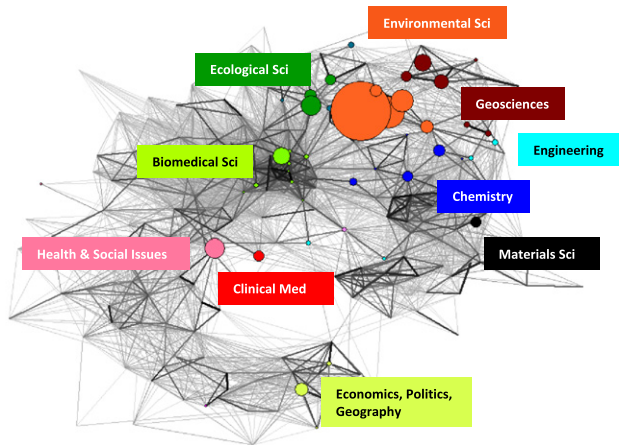 Environmental Sci
Ecological Sci
Geosciences
Engineering
Biomedical Sci
Chemistry
Health & Social Issues
Materials Sci
Clinical Med
Economics, Politics,
Geography